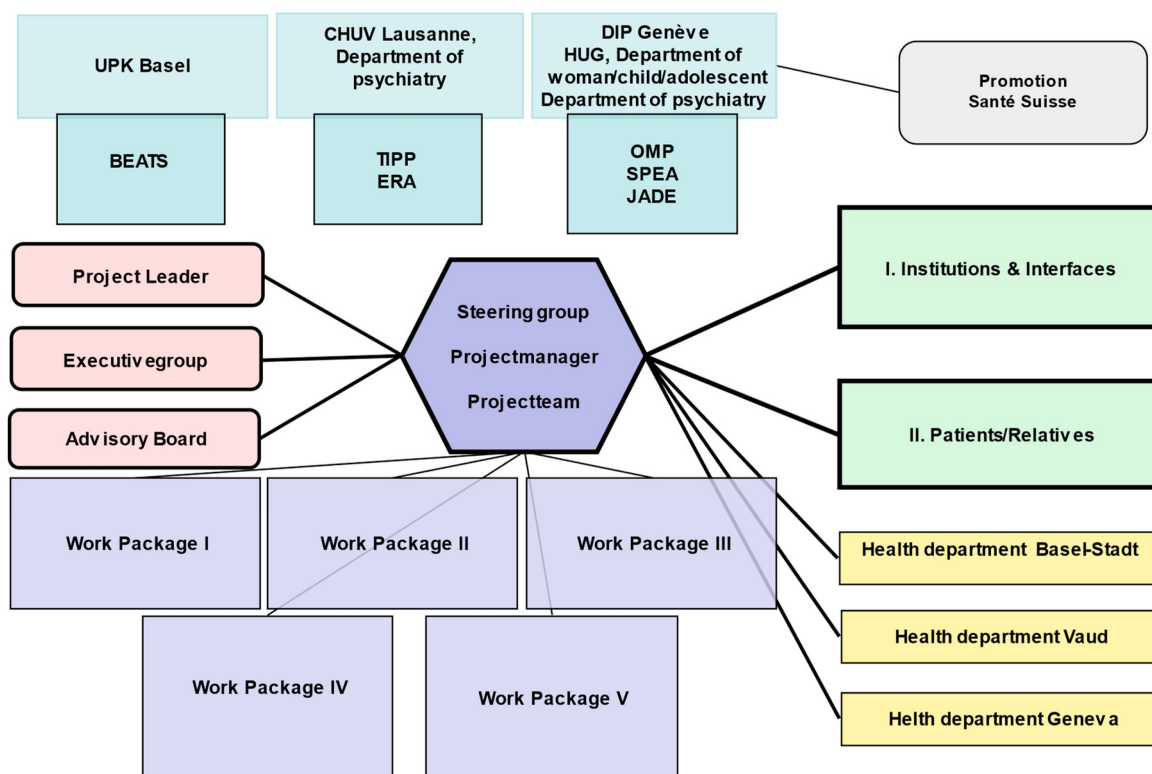 UPK Basel
CHUV Lausanne,
Department of
psychiatry
DIP Genève
HUG, Department of
woman/child/adolescent
Department of psychiatry
Promotion
Santé Suisse
BEATS
TIPP
ERA
OMP
SPEA
JADE
Project Leader
Executivegroup
Advisory Board
Steering group
Projectmanager
Projectteam
I. Institutions & Interfaces
II. Patients/Relatives
Work Package I
Work Package II
Work Package III
Work Package IV
Work Package V
Health department Basel-Stadt
Health department Vaud
Helth department Geneva